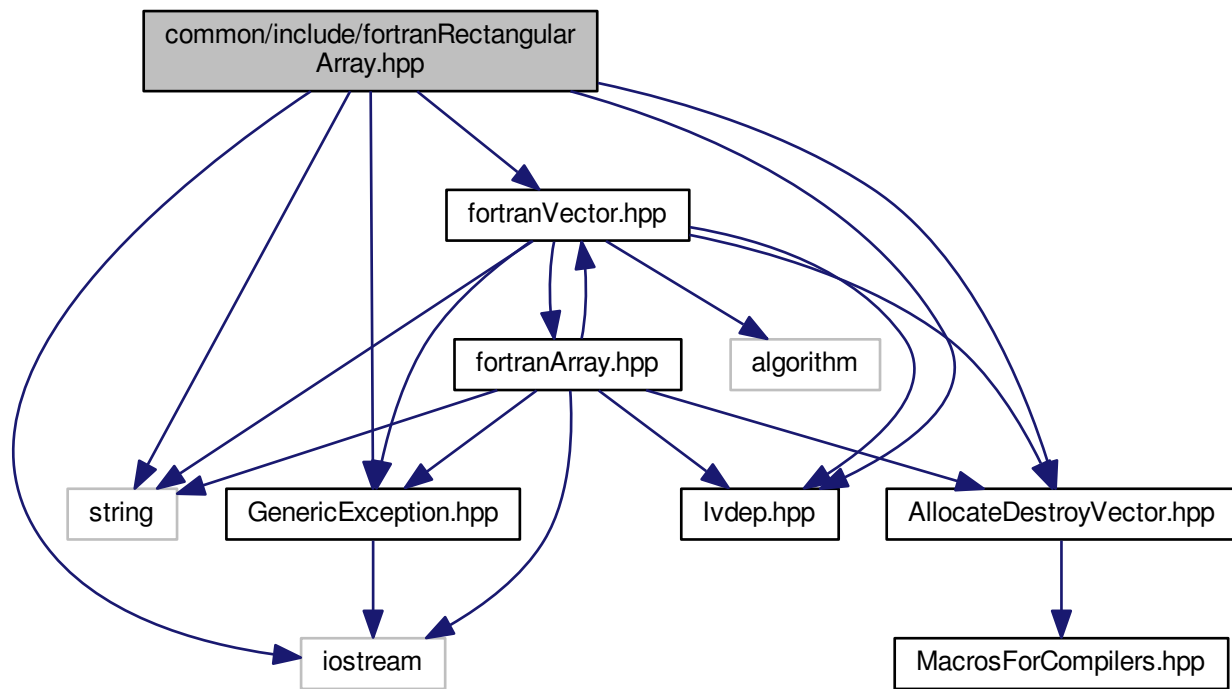 common/include/fortranRectangular
Array.hpp
fortranVector.hpp
fortranArray.hpp
algorithm
string
GenericException.hpp
Ivdep.hpp
AllocateDestroyVector.hpp
iostream
MacrosForCompilers.hpp